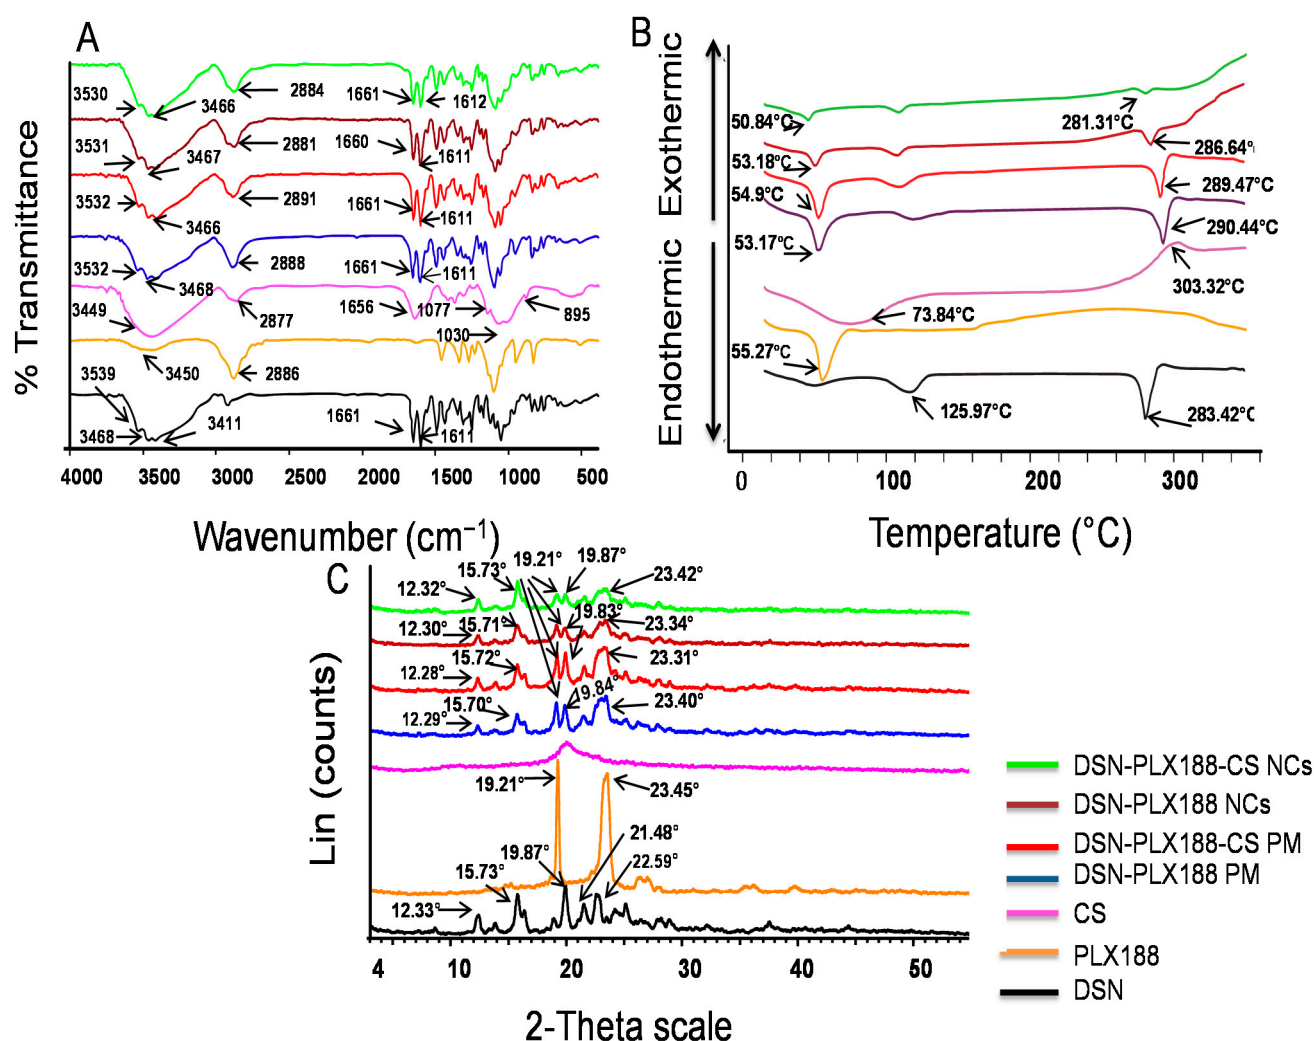 A
% Transmittance
3530
3466
2884
1661
1612
3531
3467
2881
1660
1611
3532
3466
2891
1661
1611
3532
3468
2888
1661
1611
3449
2877
1656
1077
895
1030
3450
2886
3539
3468
3411
1661
1611
4000 3500 3000 2500 2000 1500 1000 500
Wavenumber (cm⁻¹)
B
Exothermic
Endothermic
50.84°C
281.31°C
53.18°C
286.64°
54.9°C
289.47°C
53.17°C
290.44°C
303.32°C
73.84°C
55.27°C
125.97°C
283.42°C
0 100 200 300
Temperature (°C)
C
Lin (counts)
12.32°
15.73°
19.21°
19.87°
23.42°
12.30°
15.71°
19.83°
23.34°
12.28°
15.72°
23.31°
12.29°
15.70°
19.84°
23.40°
19.21°
23.45°
12.33°
15.73°
19.87°
21.48°
22.59°
4 10 20 30 40 50
2-Theta scale
DSN-PLX188-CS NCs
DSN-PLX188 NCs
DSN-PLX188-CS PM
DSN-PLX188 PM
CS
PLX188
DSN